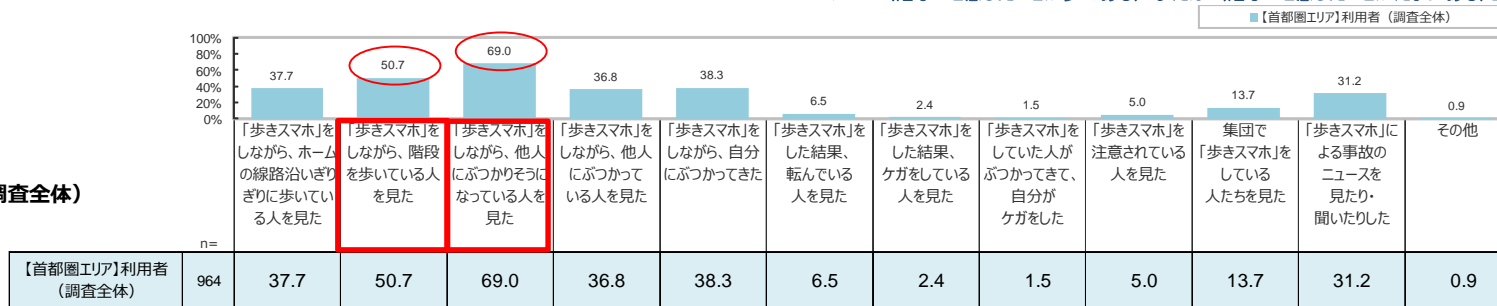 ■【首都圏エリア】利用者（調査全体）
100%
80%
60%
40%
20%
0%
37.7
50.7
69.0
36.8
38.3
6.5
2.4
1.5
5.0
13.7
31.2
0.9
「歩きスマホ」を
しながら、ホーム
の線路沿いぎり
ぎりに歩いてい
る人を見た
「歩きスマホ」を
しながら、階段
を歩いている人
を見た
「歩きスマホ」を
しながら、他人
にぶつかりそうに
なっている人を
見た
「歩きスマホ」を
しながら、他人
にぶつかって
いる人を見た
「歩きスマホ」を
しながら、自分
にぶつかってきた
「歩きスマホ」を
した結果、
転んでいる
人を見た
「歩きスマホ」を
した結果、
ケガをしている
人を見た
「歩きスマホ」を
していた人が
ぶつかってきて、
自分が
ケガをした
「歩きスマホ」を
注意されている
人を見た
集団で
「歩きスマホ」を
している
人たちを見た
「歩きスマホ」に
よる事故の
ニュースを
見たり・
聞いたりした
その他
査全体）
n=
【首都圏エリア】利用者
（調査全体）
964
37.7
50.7
69.0
36.8
38.3
6.5
2.4
1.5
5.0
13.7
31.2
0.9